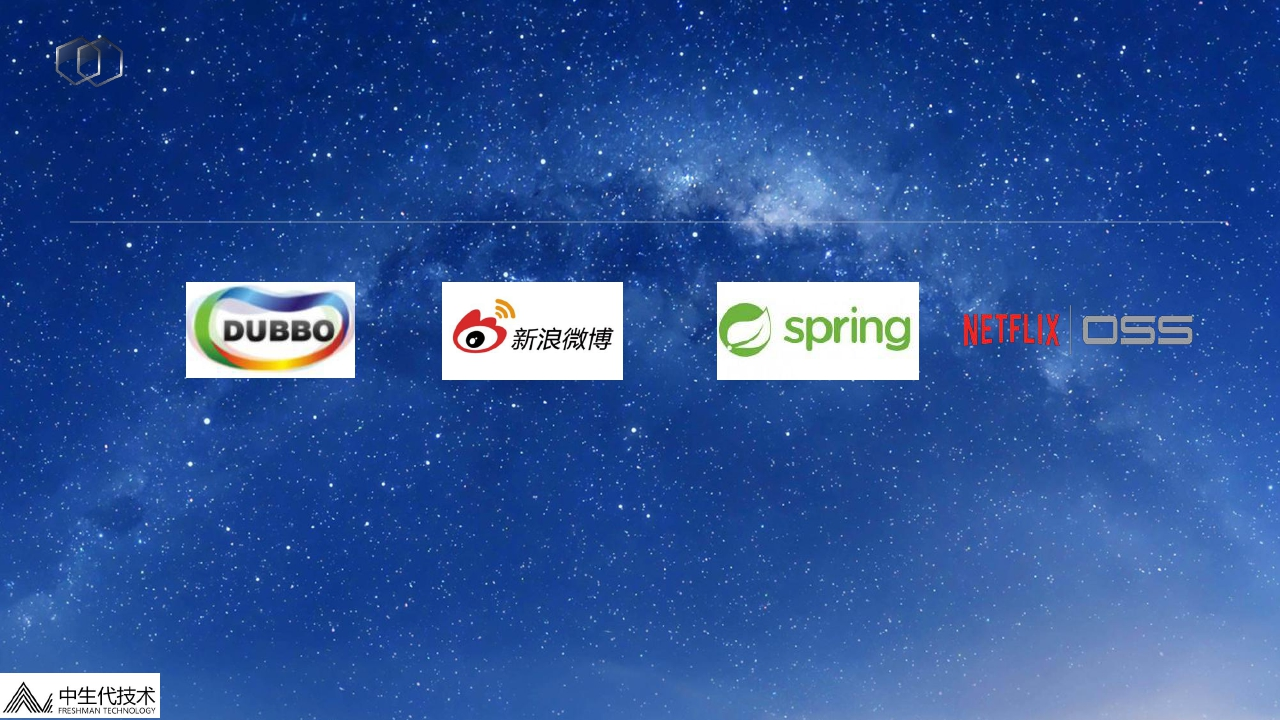 DUBBO
新浪微博
spring
NETFLIX OSS
中生代技术
FRESHMAN TECHNOLOGY